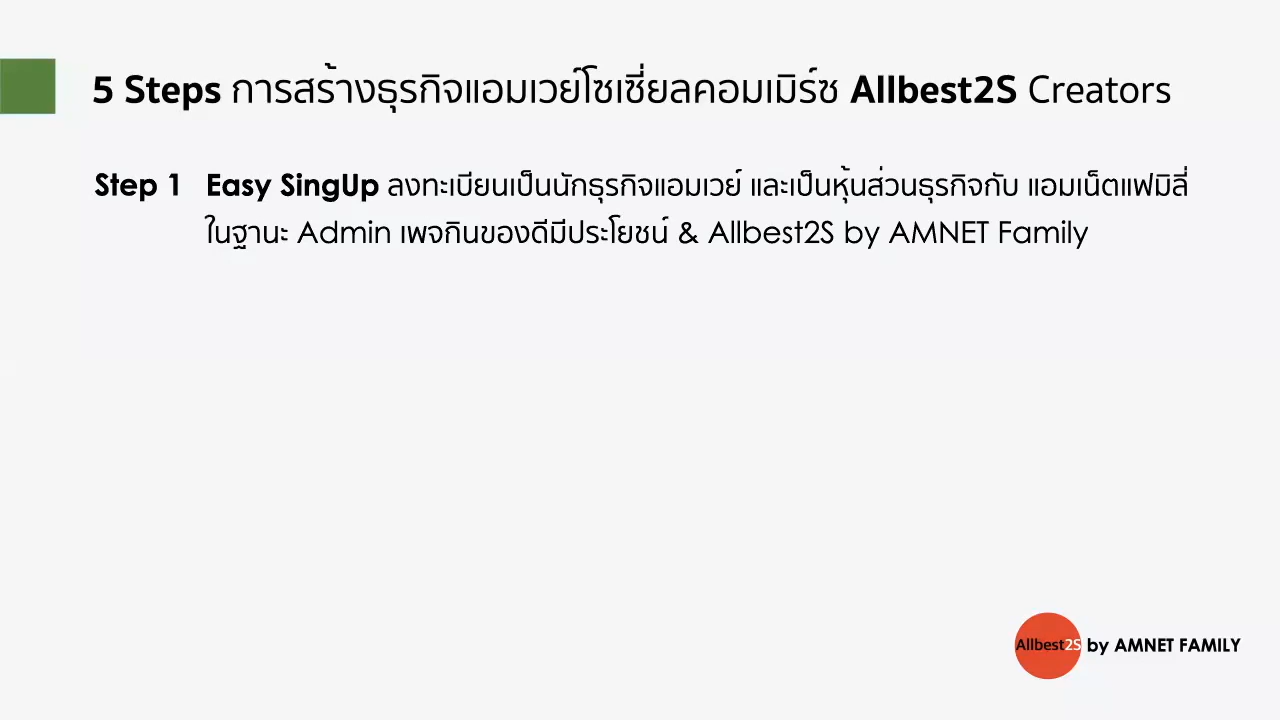 5 Steps การสร้างธุรกิจแอมเวย์โซเซี่ยลคอมเมิร์ซ Allbest2S Creators
Step 1 Easy SingUp ลงทะเบียนเป็นนักธุรกิจแอมเวย์ และเป็นหุ้นส่วนธุรกิจกับ แอมเน็ตแฟมิลี่
ในฐานะ Admin เพจกินของดีมีประโยชน์ & Allbest2S by AMNET Family
Allbest2S by AMNET FAMILY